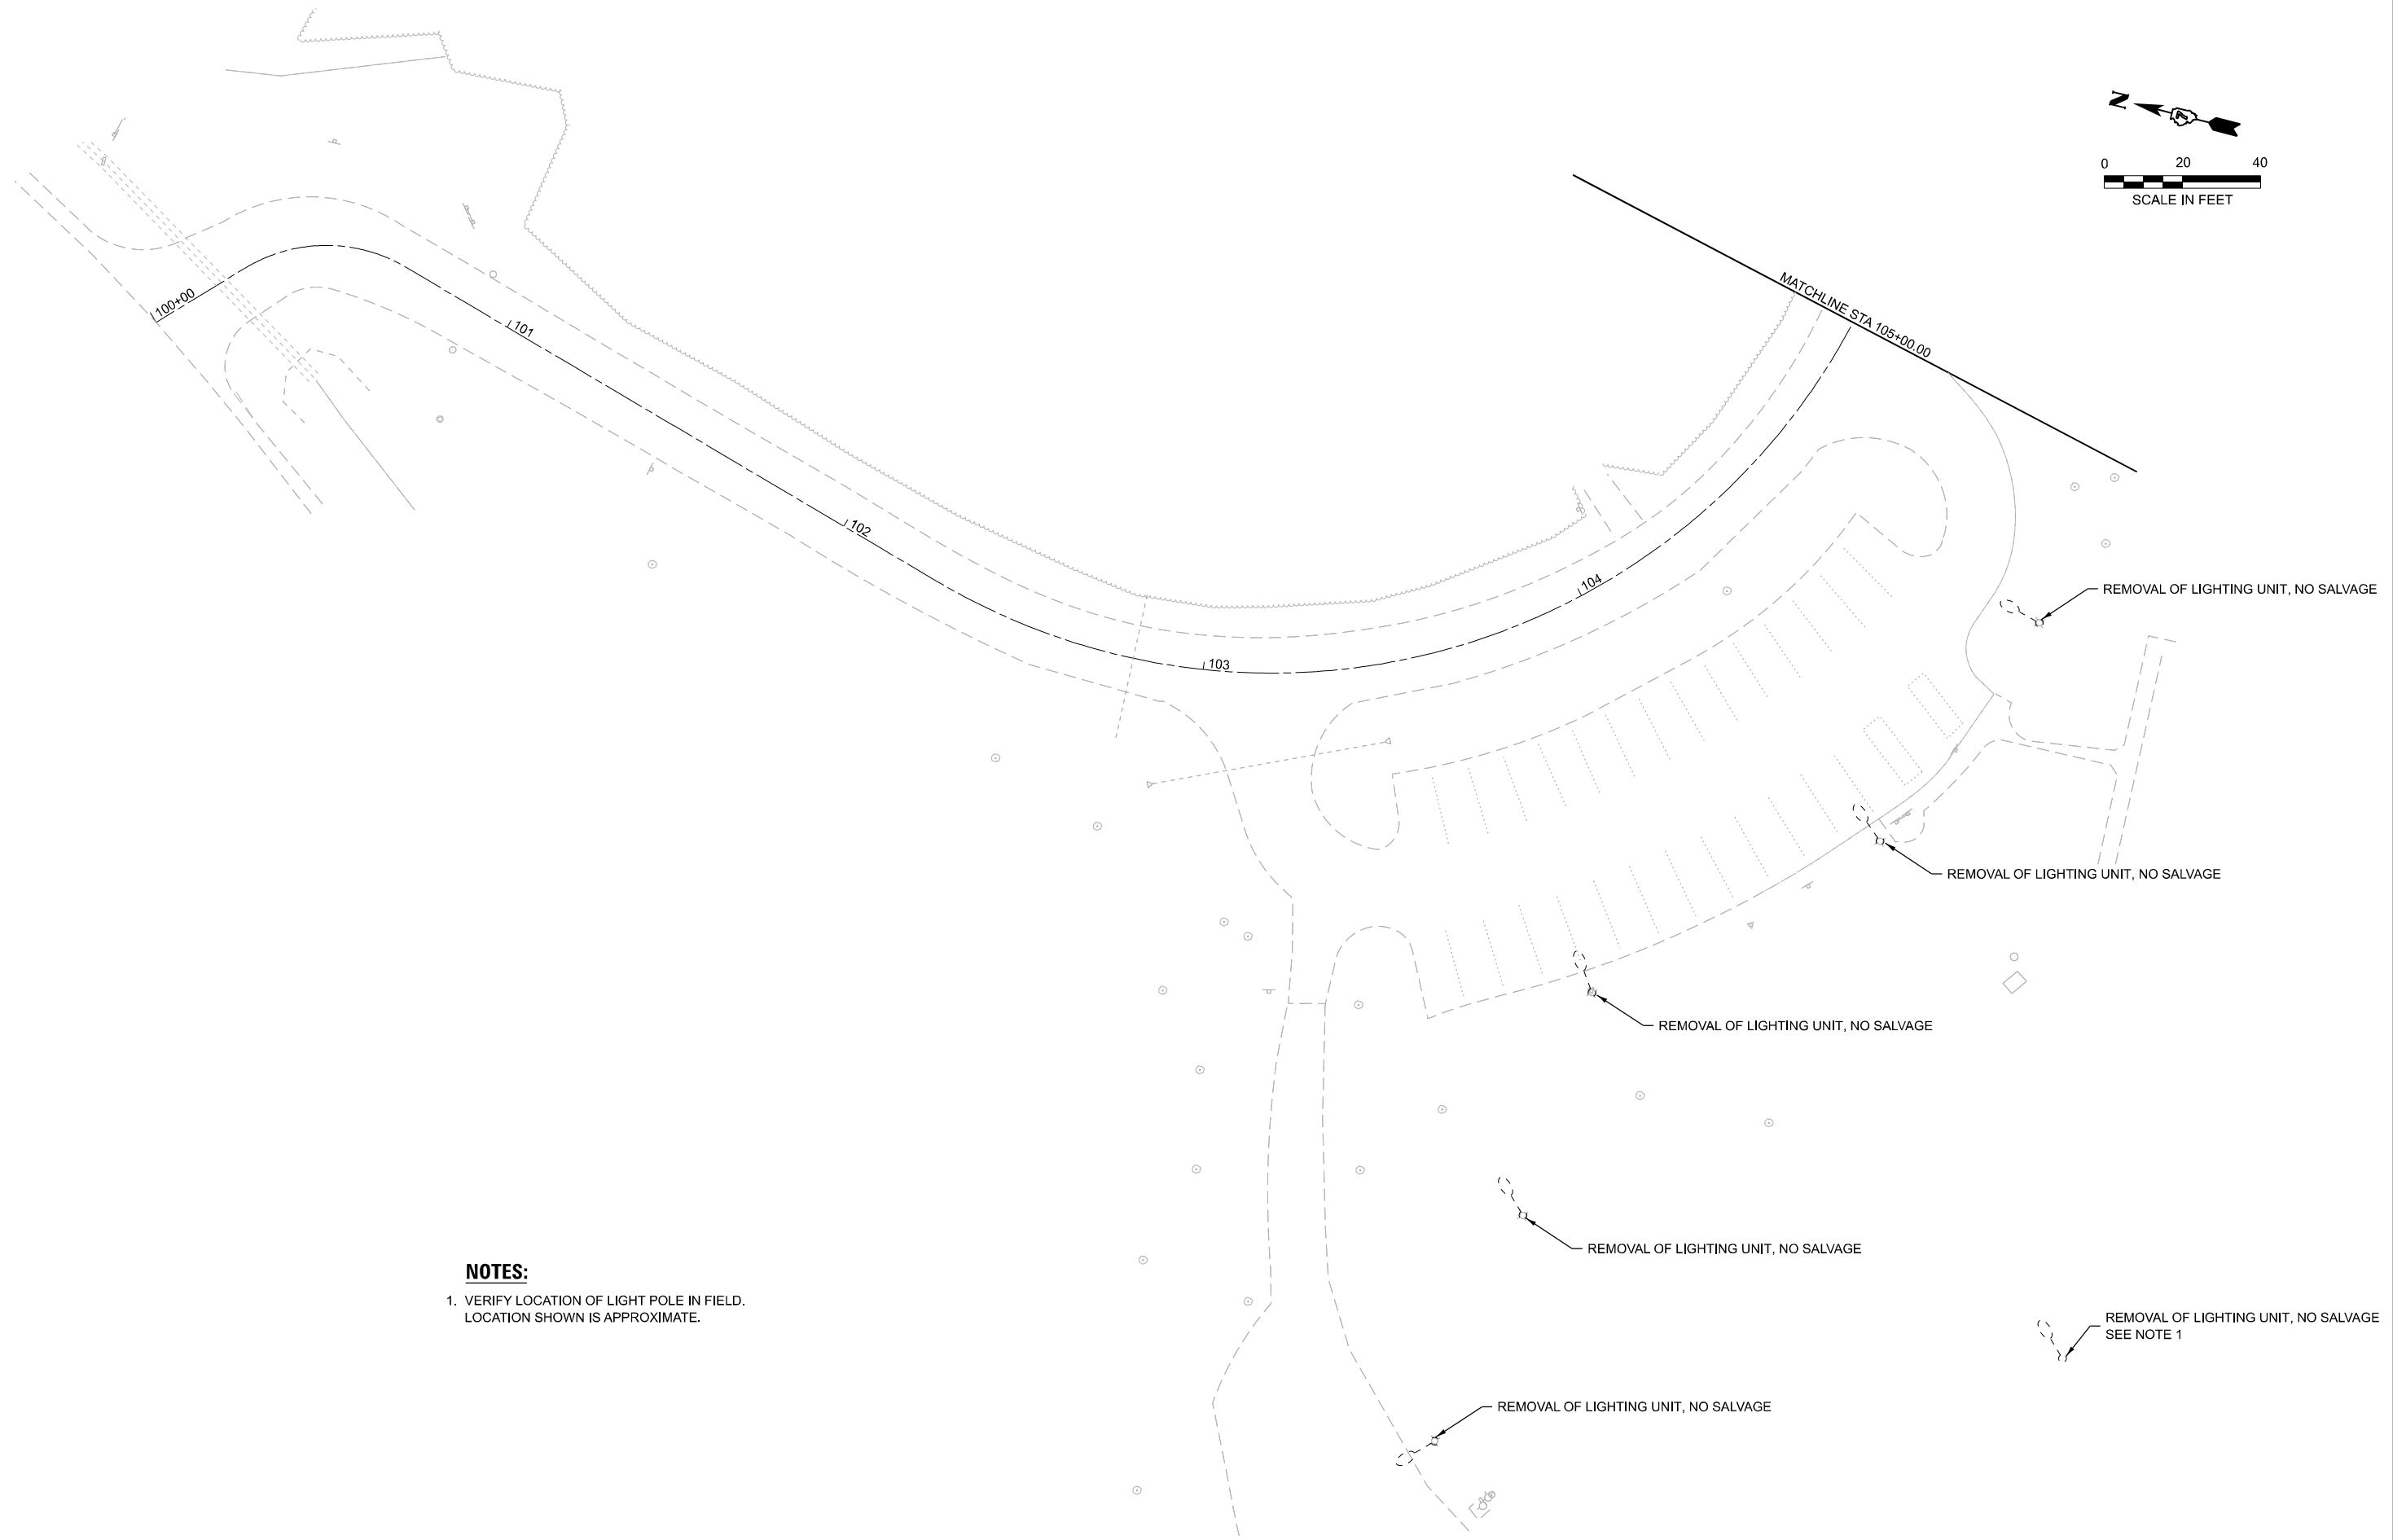 N
0 20 40
SCALE IN FEET
MATCHLINE STA 105+00.00
100+00
101
102
103
104
REMOVAL OF LIGHTING UNIT, NO SALVAGE
REMOVAL OF LIGHTING UNIT, NO SALVAGE
REMOVAL OF LIGHTING UNIT, NO SALVAGE
REMOVAL OF LIGHTING UNIT, NO SALVAGE
NOTES:
1. VERIFY LOCATION OF LIGHT POLE IN FIELD.
LOCATION SHOWN IS APPROXIMATE.
REMOVAL OF LIGHTING UNIT, NO SALVAGE
SEE NOTE 1
REMOVAL OF LIGHTING UNIT, NO SALVAGE